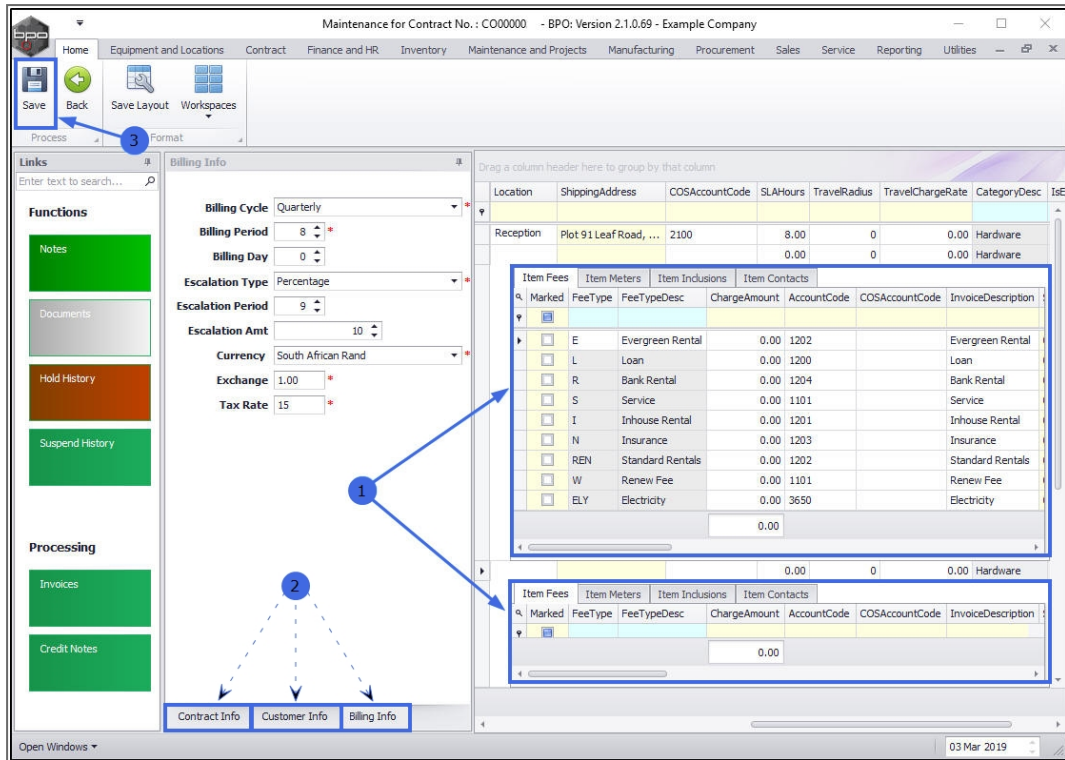 bpo
Maintenance for Contract No. : CO00000 - BPO: Version 2.1.0.69 - Example Company
Home Equipment and Locations Contract Finance and HR Inventory Maintenance and Projects Manufacturing Procurement Sales Service Reporting Utilities
Save Back Save Layout Workspaces
Process Format
3
Links
Enter text to search...
Functions
Notes
Documents
Hold History
Suspend History
Processing
Invoices
Credit Notes
Billing Info
Billing Cycle Quarterly *
Billing Period 8 *
Billing Day 0
Escalation Type Percentage *
Escalation Period 9
Escalation Amt 10
Currency South African Rand *
Exchange 1.00 *
Tax Rate 15 *
1
2
Contract Info Customer Info Billing Info
Drag a column header here to group by that column
Location ShippingAddress COSAccountCode SLAHours TravelRadius TravelChargeRate CategoryDesc IsE
Reception Plot 91 Leaf Road, ... 2100 8.00 0 0.00 Hardware
0.00 0 0.00 Hardware
Item Fees Item Meters Item Inclusions Item Contacts
Marked FeeType FeeTypeDesc ChargeAmount AccountCode COSAccountCode InvoiceDescription
E Evergreen Rental 0.00 1202 Evergreen Rental
L Loan 0.00 1200 Loan
R Bank Rental 0.00 1204 Bank Rental
S Service 0.00 1101 Service
I Inhouse Rental 0.00 1201 Inhouse Rental
N Insurance 0.00 1203 Insurance
REN Standard Rentals 0.00 1202 Standard Rentals
W Renew Fee 0.00 1101 Renew Fee
ELY Electricity 0.00 3650 Electricity
0.00
0.00 0 0.00 Hardware
Item Fees Item Meters Item Inclusions Item Contacts
Marked FeeType FeeTypeDesc ChargeAmount AccountCode COSAccountCode InvoiceDescription
0.00
Open Windows
03 Mar 2019